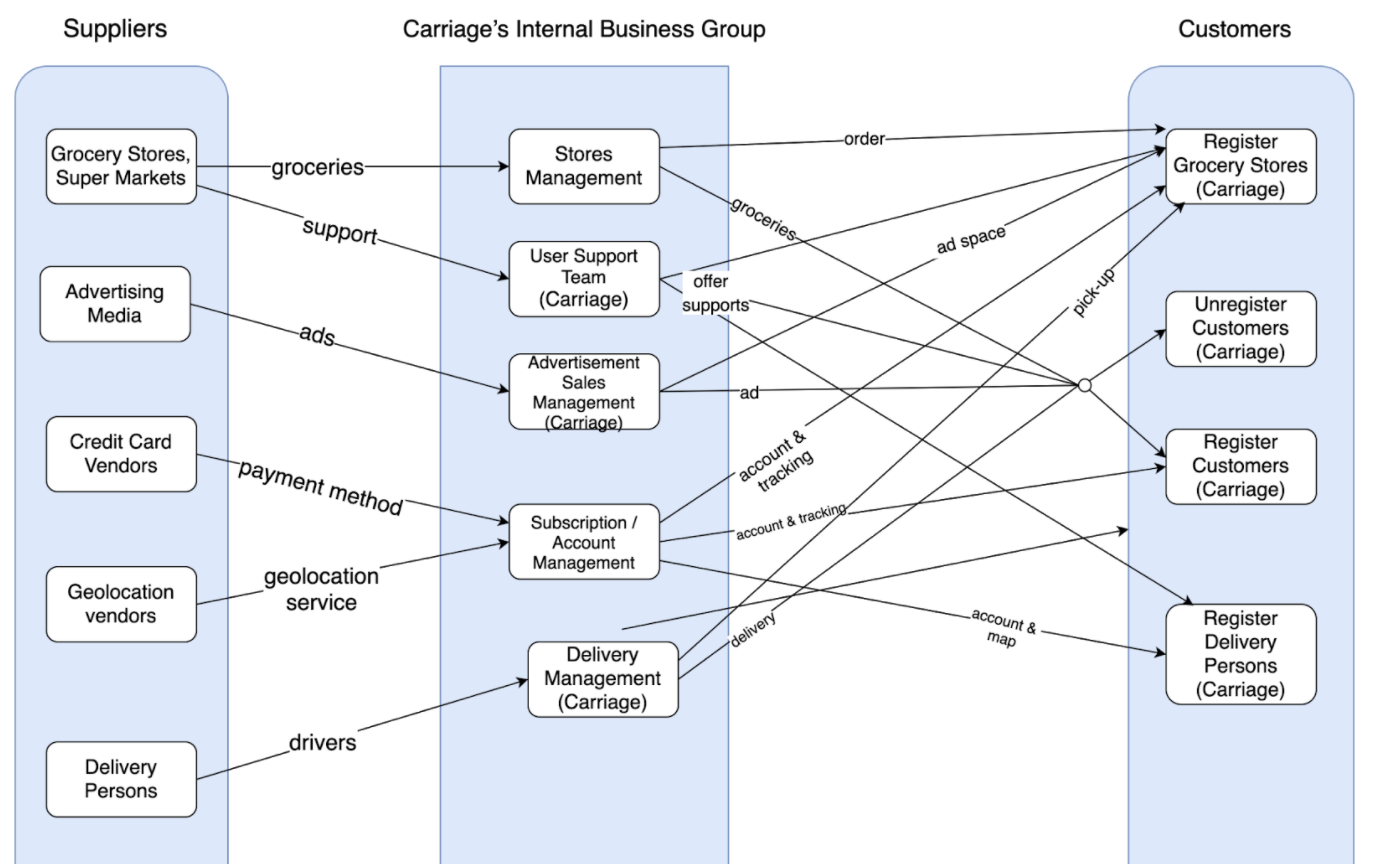 Suppliers
Carriage's Internal Business Group
Customers
Grocery Stores,
Super Markets
Advertising
Media
Credit Card
Vendors
Geolocation
vendors
Delivery
Persons
groceries
support
ads
payment method
geolocation
service
drivers
Stores
Management
User Support
Team
(Carriage)
Advertisement
Sales
Management
(Carriage)
Subscription /
Account
Management
Delivery
Management
(Carriage)
order
groceries
ad space
offer
supports
pick-up
ad
account &
tracking
account & tracking
delivery
account &
map
Register
Grocery Stores
(Carriage)
Unregister
Customers
(Carriage)
Register
Customers
(Carriage)
Register
Delivery
Persons
(Carriage)